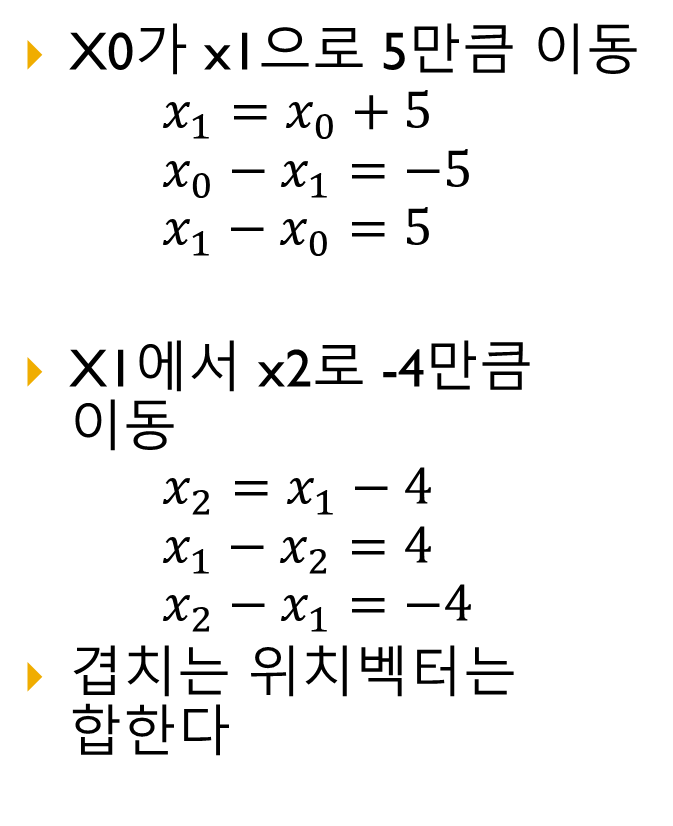 X0가 x1으로 5만큼 이동
x₁ = x₀ + 5
x₀ − x₁ = −5
x₁ − x₀ = 5
X1에서 x2로 -4만큼
이동
x₂ = x₁ − 4
x₁ − x₂ = 4
x₂ − x₁ = −4
겹치는 위치벡터는
합한다